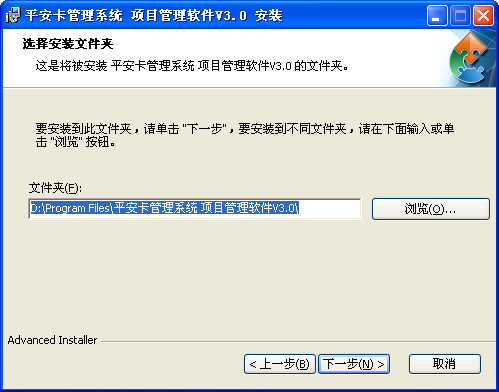 平安卡管理系统 项目管理软件V3.0 安装
选择安装文件夹
这是将被安装 平安卡管理系统 项目管理软件V3.0 的文件夹。
要安装到此文件夹，请单击 "下一步"，要安装到不同文件夹，请在下面输入或单
击 "浏览" 按钮。
文件夹(F):
D:\Program Files\平安卡管理系统 项目管理软件V3.0\
浏览(O)...
Advanced Installer
< 上一步(B)
下一步(N) >
取消